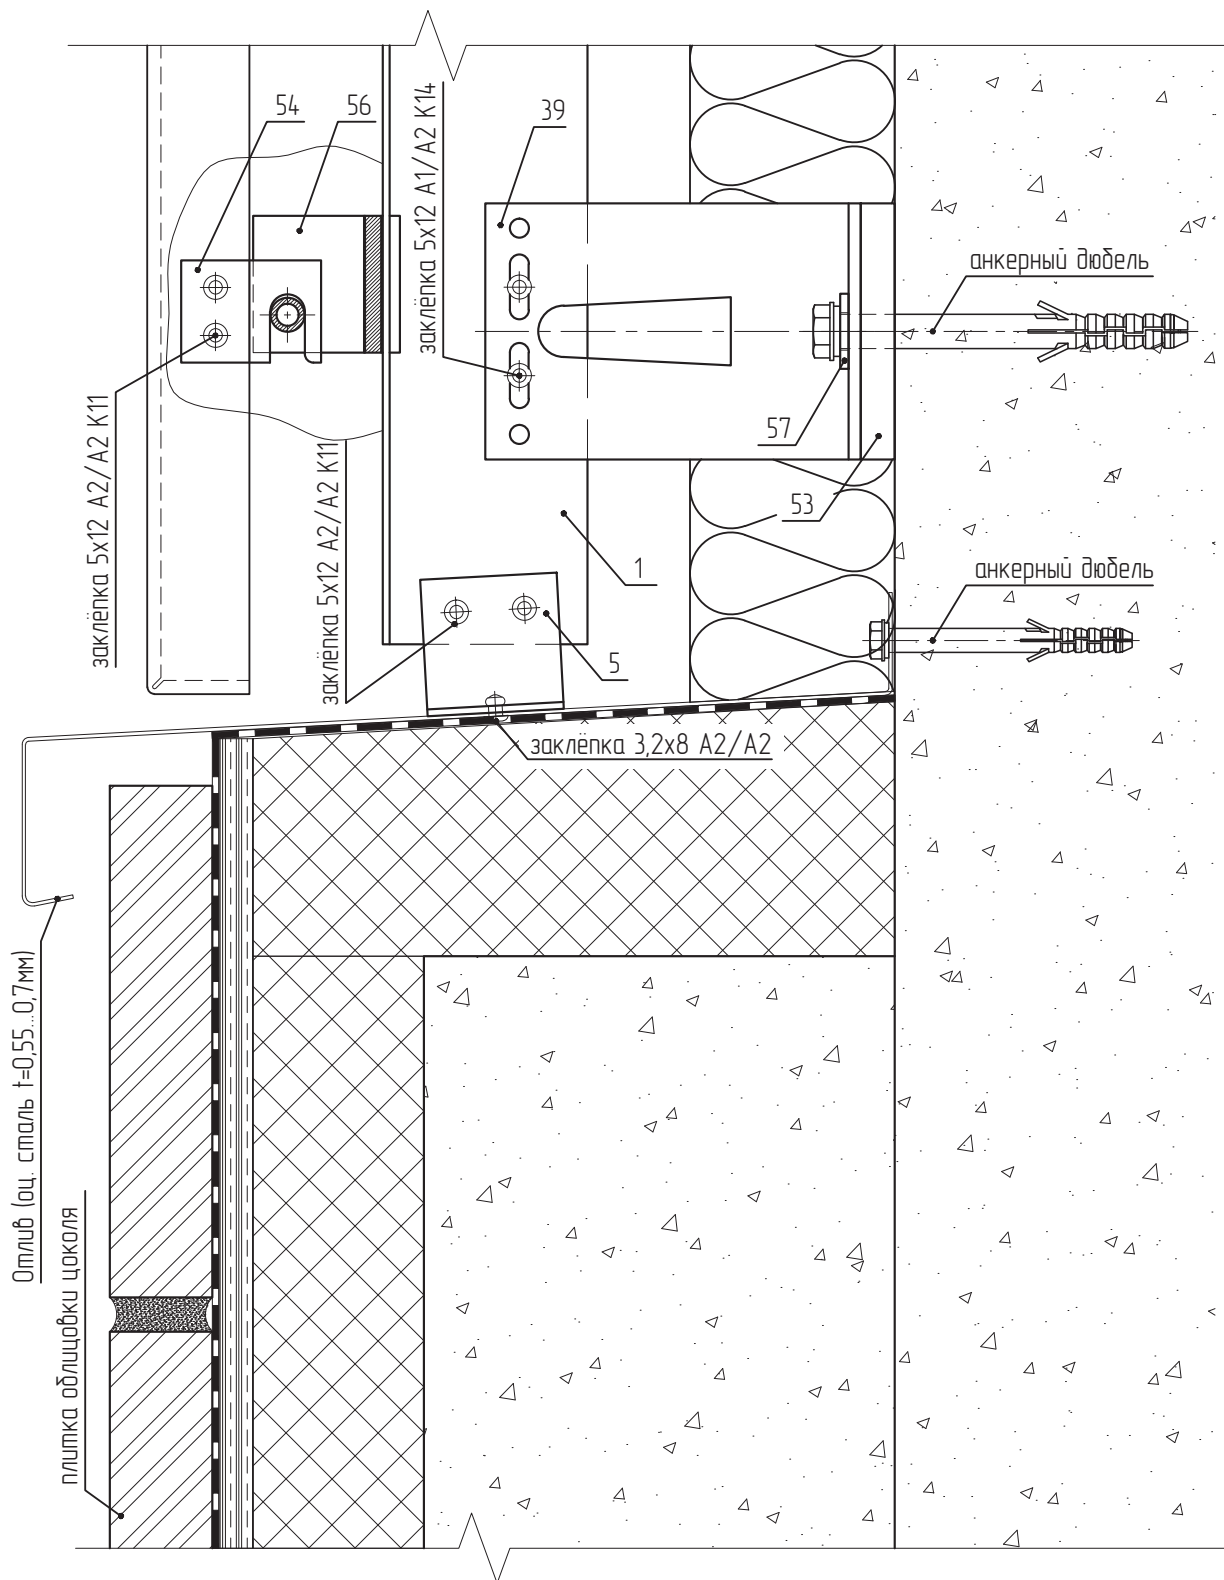 54
56
заклёпка 5х12 А1/А2 К14
39
анкерный дюбель
заклёпка 5х12 А2/А2 К11
57
заклёпка 5х12 А2/А2 К11
53
1
анкерный дюбель
5
заклёпка 3,2х8 А2/А2
Отлив (оц. сталь t=0,55...0,7мм)
плитка облицовки цоколя